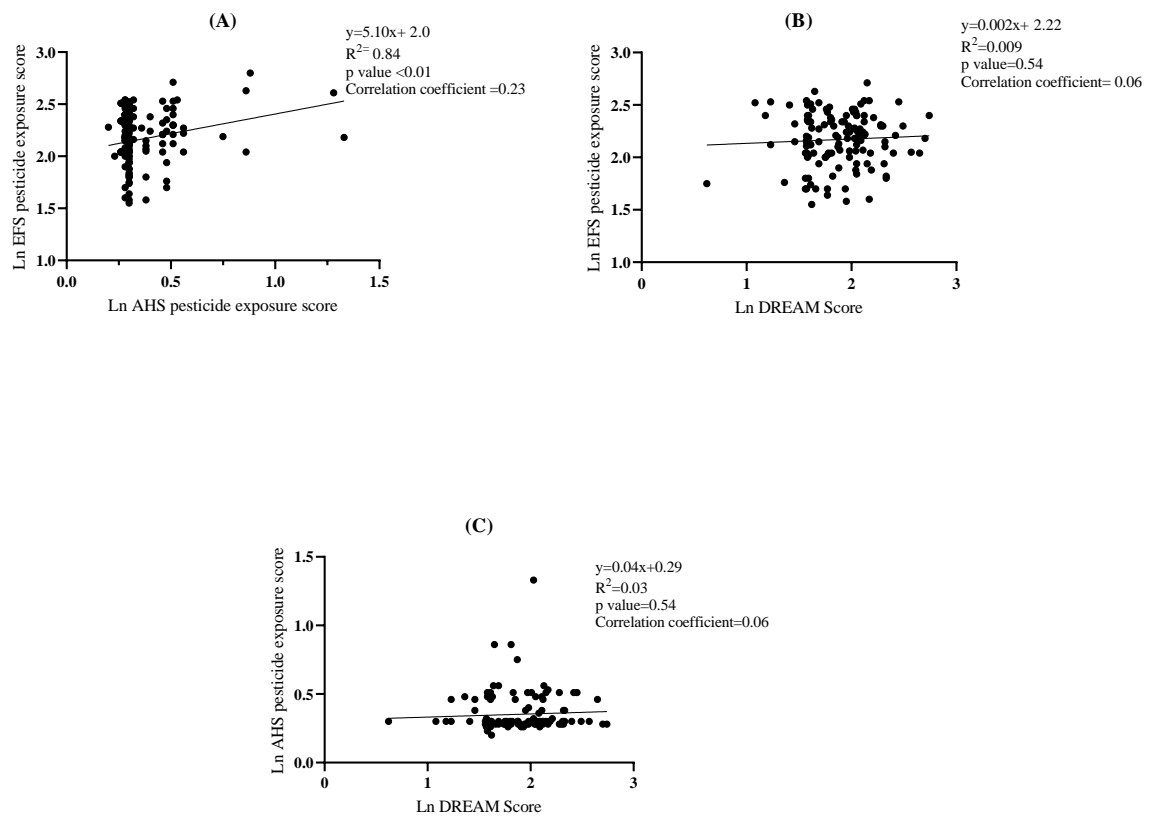 (A)
y=5.10x+ 2.0
R2= 0.84
p value <0.01
Correlation coefficient =0.23
Ln EFS pesticide exposure score
3.0
2.5
2.0
1.5
1.0
0.0
0.5
1.0
1.5
Ln AHS pesticide exposure score
(B)
y=0.002x+ 2.22
R2=0.009
p value=0.54
Correlation coefficient= 0.06
Ln EFS pesticide exposure score
3.0
2.5
2.0
1.5
1.0
0
1
2
3
Ln DREAM Score
(C)
y=0.04x+0.29
R2=0.03
p value=0.54
Correlation coefficient=0.06
Ln AHS pesticide exposure score
1.5
1.0
0.5
0.0
0
1
2
3
Ln DREAM Score